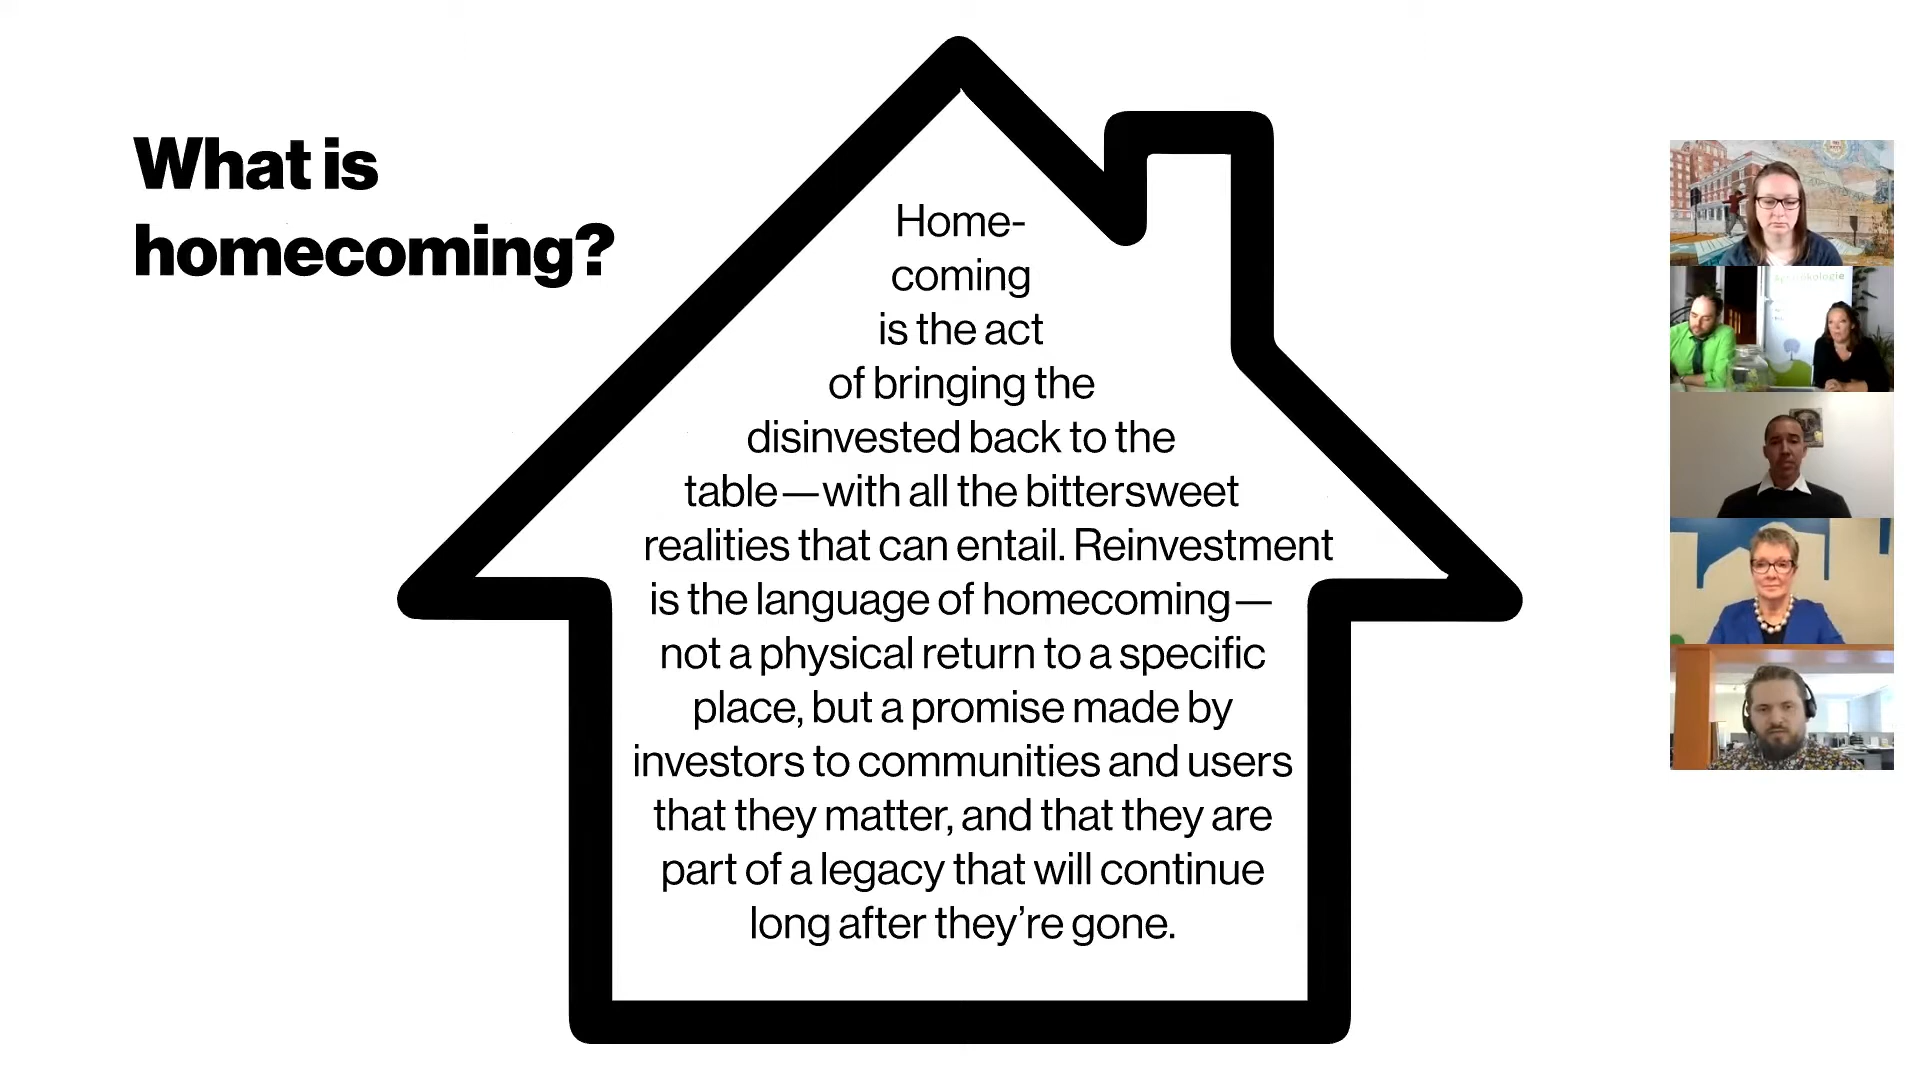 What is
homecoming?
Home-
coming
is the act
of bringing the
disinvested back to the
table—with all the bittersweet
realities that can entail. Reinvestment
is the language of homecoming—
not a physical return to a specific
place, but a promise made by
investors to communities and users
that they matter, and that they are
part of a legacy that will continue
long after they’re gone.